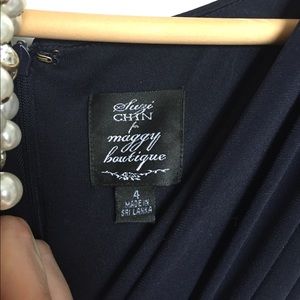 Suzi
CHIN
for
maggy
boutique
4
MADE IN
SRI LANKA